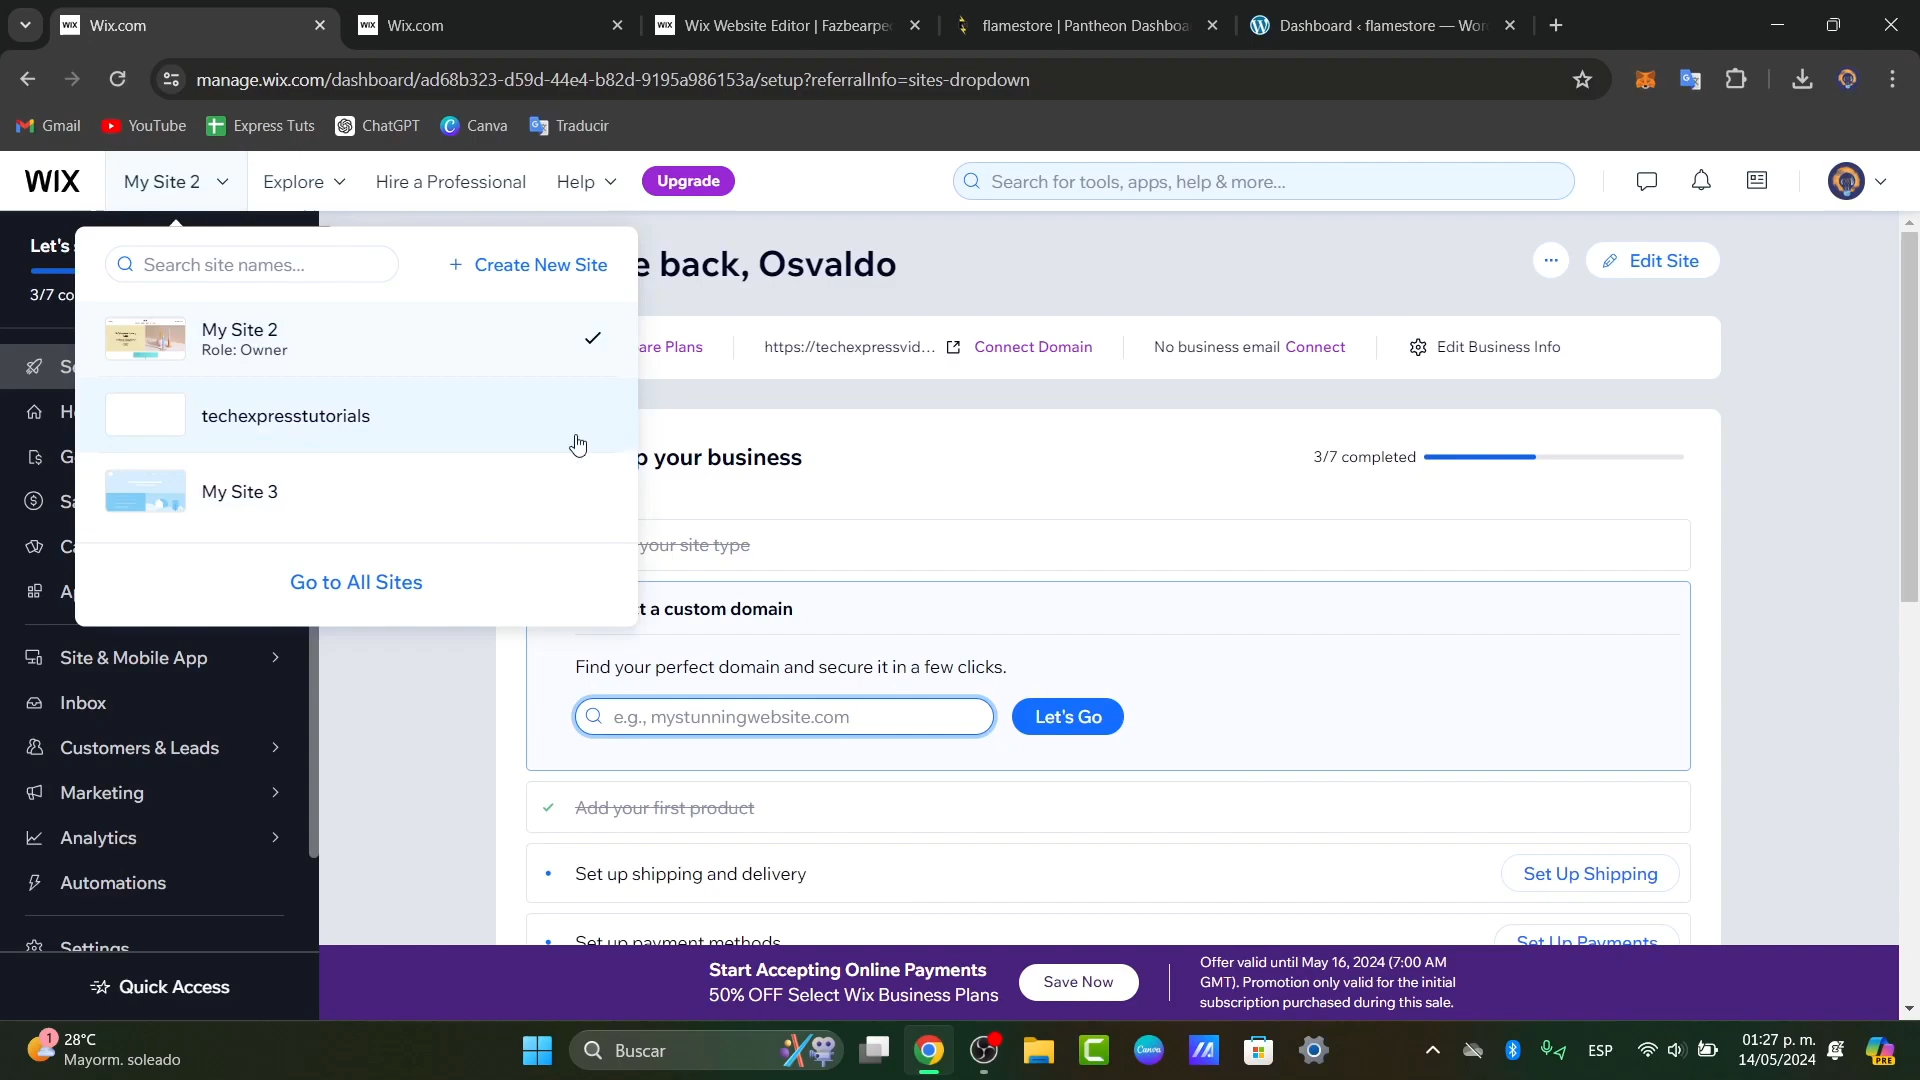 Wix.com
Wix.com
Wix Website Editor | Fazbearpe
flamestore | Pantheon Dashboa
Dashboard ‹ flamestore — Wor
manage.wix.com/dashboard/ad68b323-d59d-44e4-b82d-9195a986153a/setup?referralInfo=sites-dropdown
Gmail
YouTube
Express Tuts
ChatGPT
Canva
Traducir
WIX
My Site 2
Explore
Hire a Professional
Help
Upgrade
Search for tools, apps, help & more...
Let's
3/7 co
Search site names...
+ Create New Site
My Site 2
Role: Owner
techexpresstutorials
My Site 3
Go to All Sites
e back, Osvaldo
Edit Site
are Plans
https://techexpressvid...
Connect Domain
No business email Connect
Edit Business Info
p your business
3/7 completed
your site type
t a custom domain
Find your perfect domain and secure it in a few clicks.
e.g., mystunningwebsite.com
Let's Go
Add your first product
Set up shipping and delivery
Set Up Shipping
Set up payment methods
Set Up Payments
Site & Mobile App
Inbox
Customers & Leads
Marketing
Analytics
Automations
Settings
Quick Access
Start Accepting Online Payments
50% OFF Select Wix Business Plans
Save Now
Offer valid until May 16, 2024 (7:00 AM
GMT). Promotion only valid for the initial
subscription purchased during this sale.
1
28°C
Mayorm. soleado
Buscar
Canva
ESP
01:27 p. m.
14/05/2024
PRE